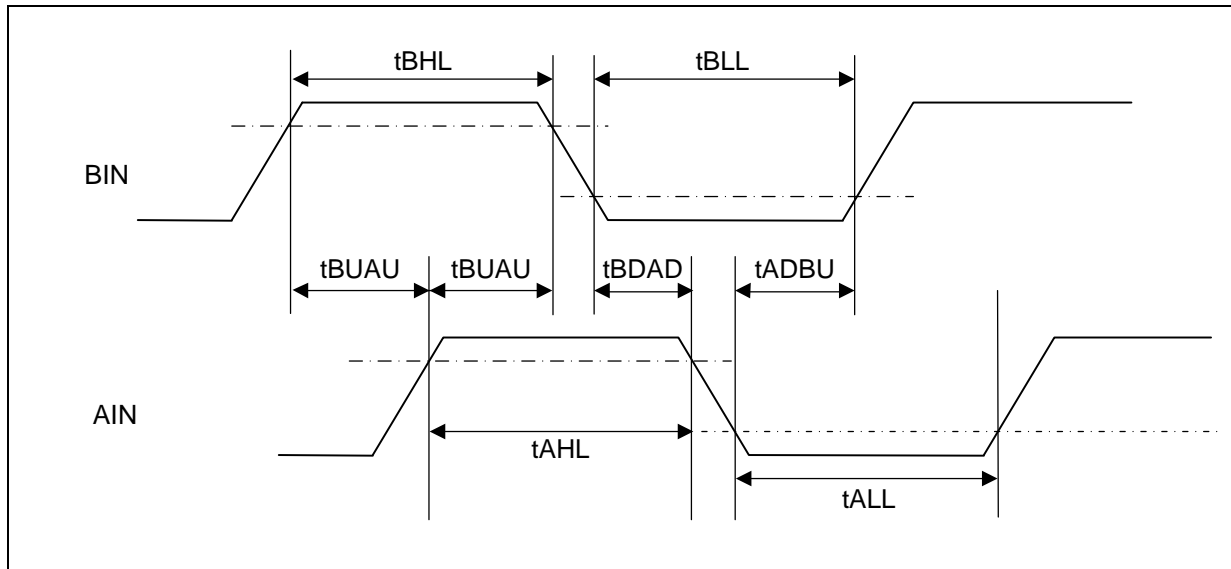 tBHL tBLL
BIN
tBUAU tBUAU tBDAD tADBU
AIN
tAHL
tALL